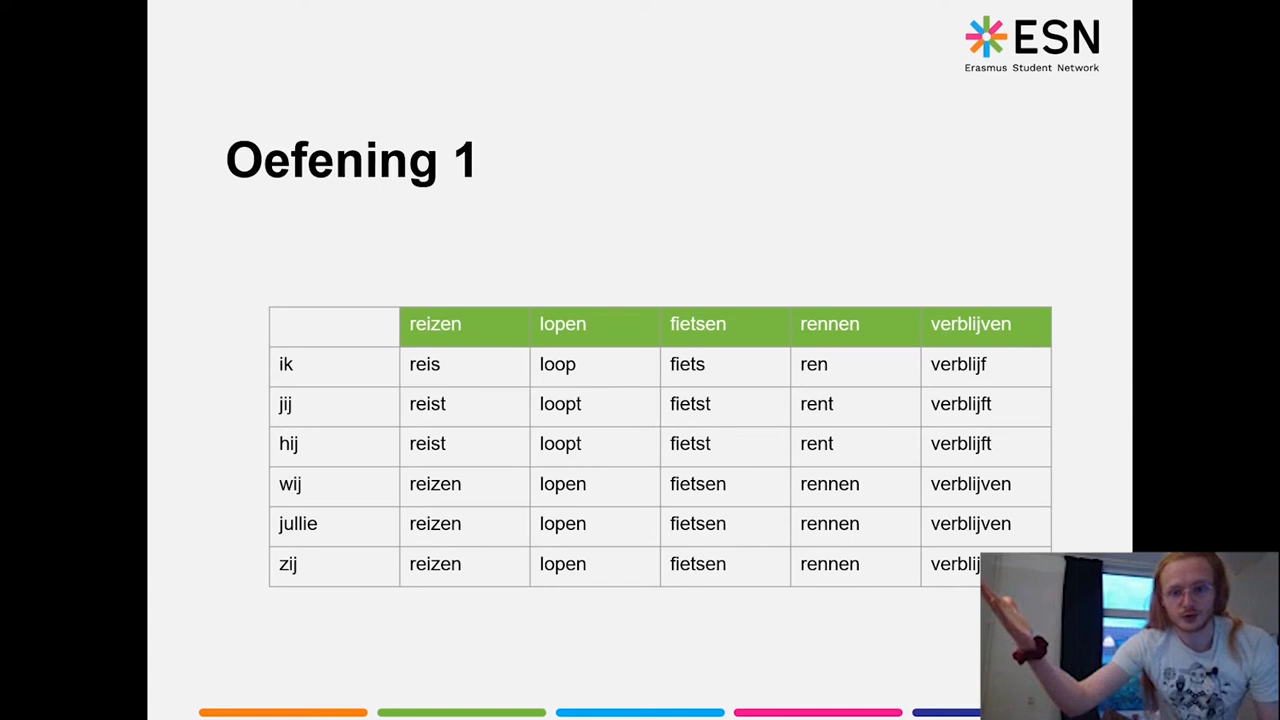 ESN
Erasmus Student Network
Oefening 1
reizen lopen fietsen rennen verblijven
ik reis loop fiets ren verblijf
jij reist loopt fietst rent verblijft
hij reist loopt fietst rent verblijft
wij reizen lopen fietsen rennen verblijven
jullie reizen lopen fietsen rennen verblijven
zij reizen lopen fietsen rennen